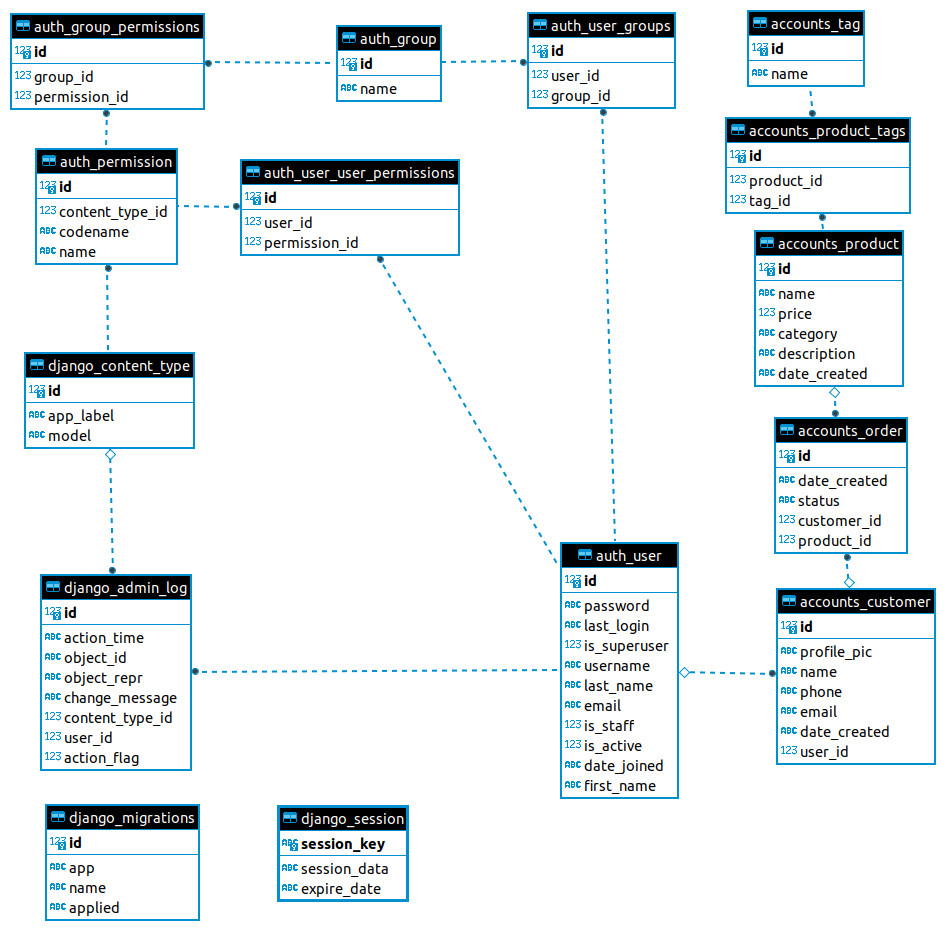 auth_group_permissions
123 id
123 group_id
123 permission_id
auth_group
123 id
ABC name
auth_user_groups
123 id
123 user_id
123 group_id
accounts_tag
123 id
ABC name
accounts_product_tags
123 id
123 product_id
123 tag_id
auth_permission
123 id
123 content_type_id
ABC codename
ABC name
auth_user_user_permissions
123 id
123 user_id
123 permission_id
accounts_product
123 id
ABC name
123 price
ABC category
ABC description
ABC date_created
django_content_type
123 id
ABC app_label
ABC model
accounts_order
123 id
ABC date_created
ABC status
123 customer_id
123 product_id
auth_user
123 id
ABC password
ABC last_login
123 is_superuser
ABC username
ABC last_name
ABC email
123 is_staff
123 is_active
ABC date_joined
ABC first_name
django_admin_log
123 id
ABC action_time
ABC object_id
ABC object_repr
ABC change_message
123 content_type_id
123 user_id
123 action_flag
accounts_customer
123 id
ABC profile_pic
ABC name
ABC phone
ABC email
ABC date_created
123 user_id
django_migrations
123 id
ABC app
ABC name
ABC applied
django_session
ABC session_key
ABC session_data
ABC expire_date